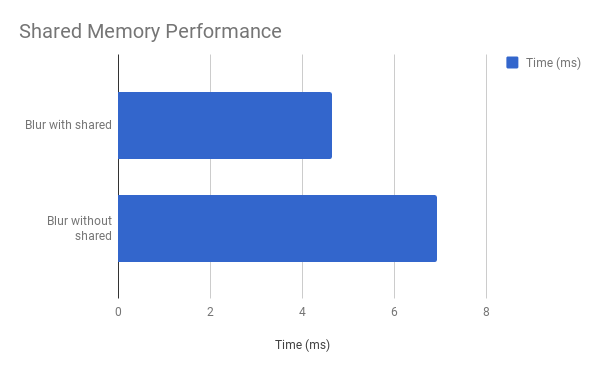 Shared Memory Performance
Time (ms)
Blur with shared
Blur without
shared
0 2 4 6 8
Time (ms)